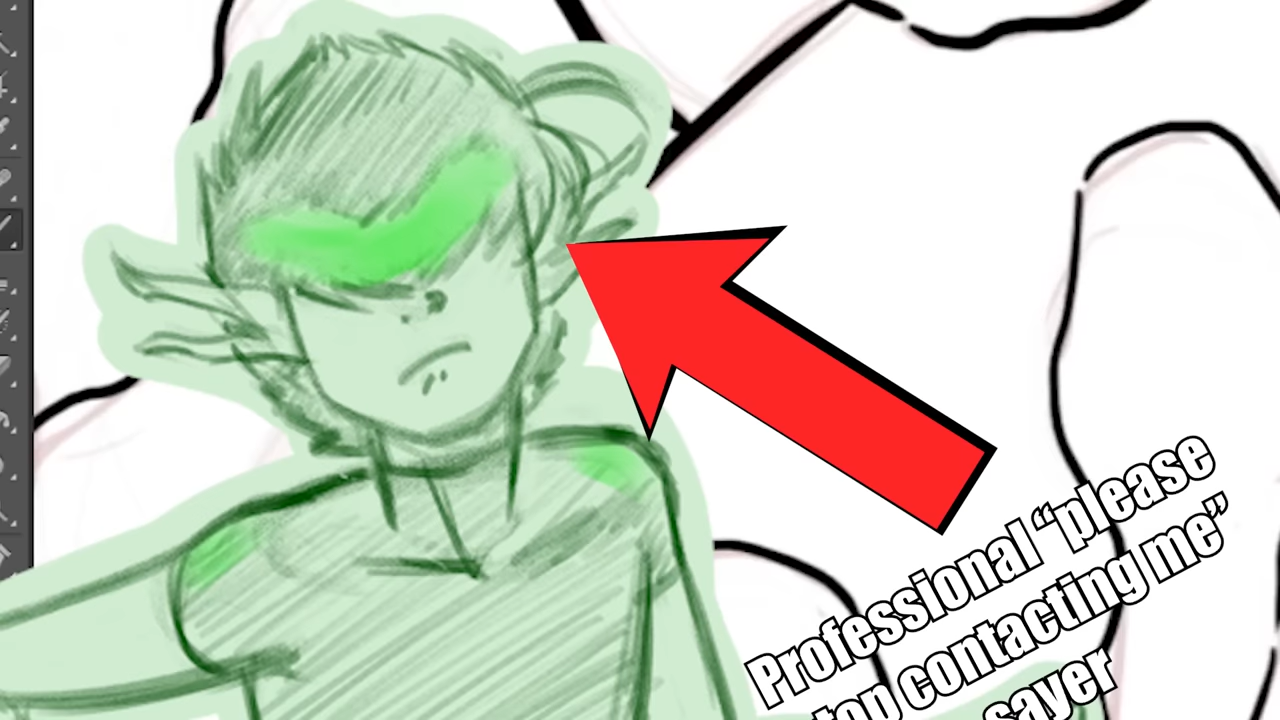 Professional “please
top contacting me”
sayer